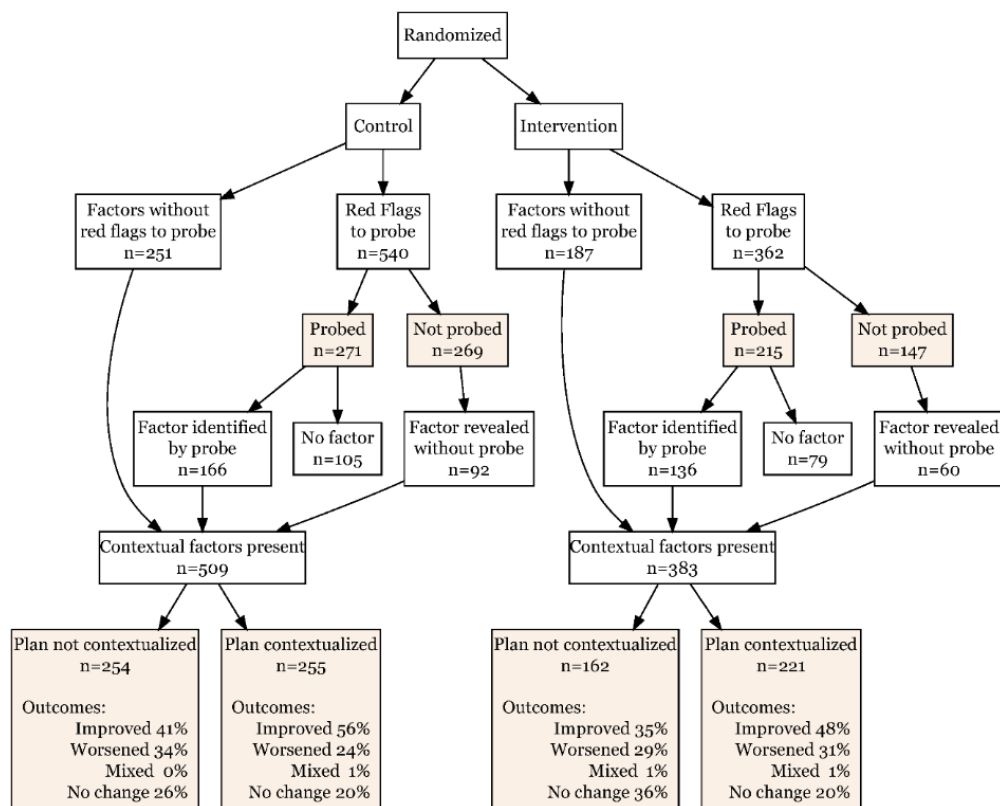 Randomized
Control
Intervention
Factors without
red flags to probe
n=251
Red Flags
to probe
n=540
Factors without
red flags to probe
n=187
Red Flags
to probe
n=362
Probed
n=271
Not probed
n=269
Probed
n=215
Not probed
n=147
Factor identified
by probe
n=166
No factor
n=105
Factor revealed
without probe
n=92
Factor identified
by probe
n=136
No factor
n=79
Factor revealed
without probe
n=60
Contextual factors present
n=509
Contextual factors present
n=383
Plan not contextualized
n=254
Outcomes:
Improved 41%
Worsened 34%
Mixed 0%
No change 26%
Plan contextualized
n=255
Outcomes:
Improved 56%
Worsened 24%
Mixed 1%
No change 20%
Plan not contextualized
n=162
Outcomes:
Improved 35%
Worsened 29%
Mixed 1%
No change 36%
Plan contextualized
n=221
Outcomes:
Improved 48%
Worsened 31%
Mixed 1%
No change 20%